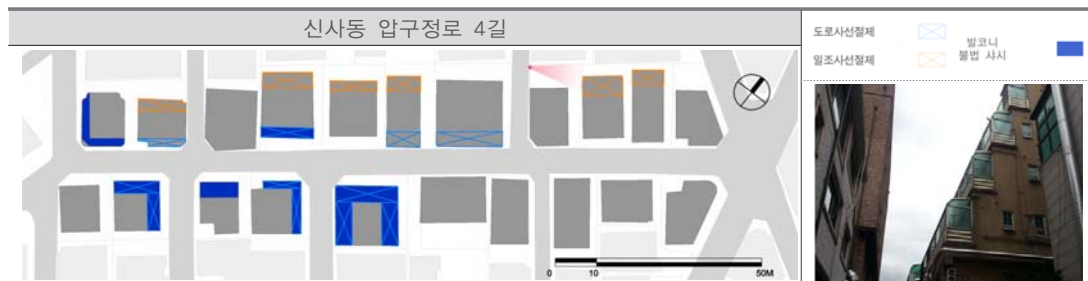 신사동 압구정로 4길
도로사선절제
일조사선절제
발코니
불법 샤시
0 10 50M